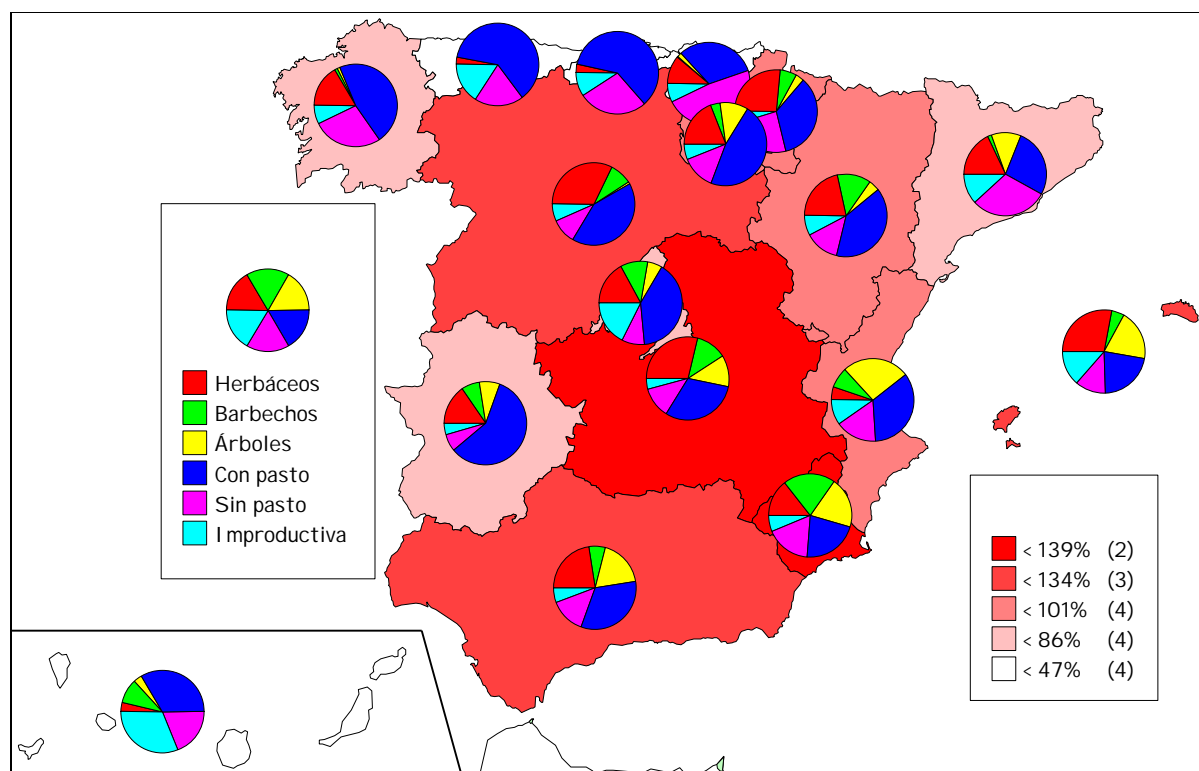 Herbáceos
Barbechos
Árboles
Con pasto
Sin pasto
Improductiva
< 139% (2)
< 134% (3)
< 101% (4)
< 86% (4)
< 47% (4)